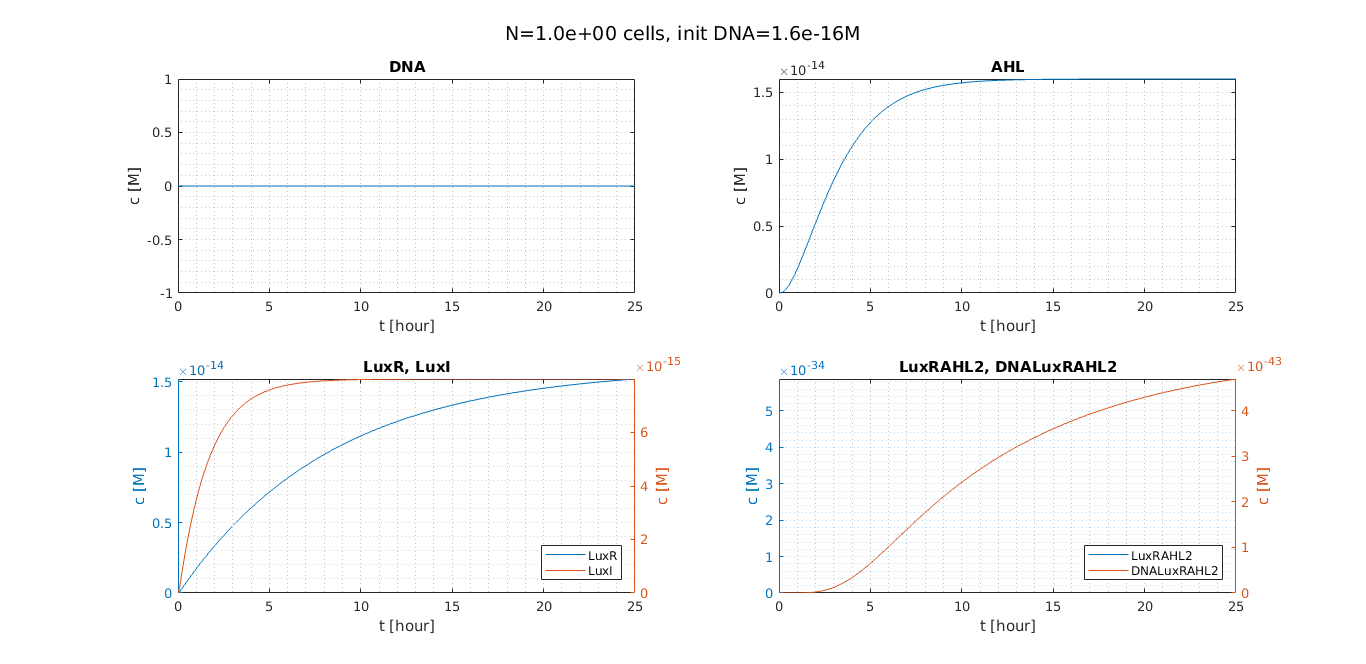 N=1.0e+00 cells, init DNA=1.6e-16M
DNA
1
0.5
0
-0.5
-1
c [M]
0 5 10 15 20 25
t [hour]
AHL
×10^-14
1.5
1
0.5
0
c [M]
0 5 10 15 20 25
t [hour]
LuxR, LuxI
×10^-14
1.5
1
0.5
0
c [M]
×10^-15
6
4
2
0
c [M]
LuxR
LuxI
0 5 10 15 20 25
t [hour]
LuxRAHL2, DNALuxRAHL2
×10^-34
5
4
3
2
1
0
c [M]
×10^-43
4
3
2
1
0
c [M]
LuxRAHL2
DNALuxRAHL2
0 5 10 15 20 25
t [hour]